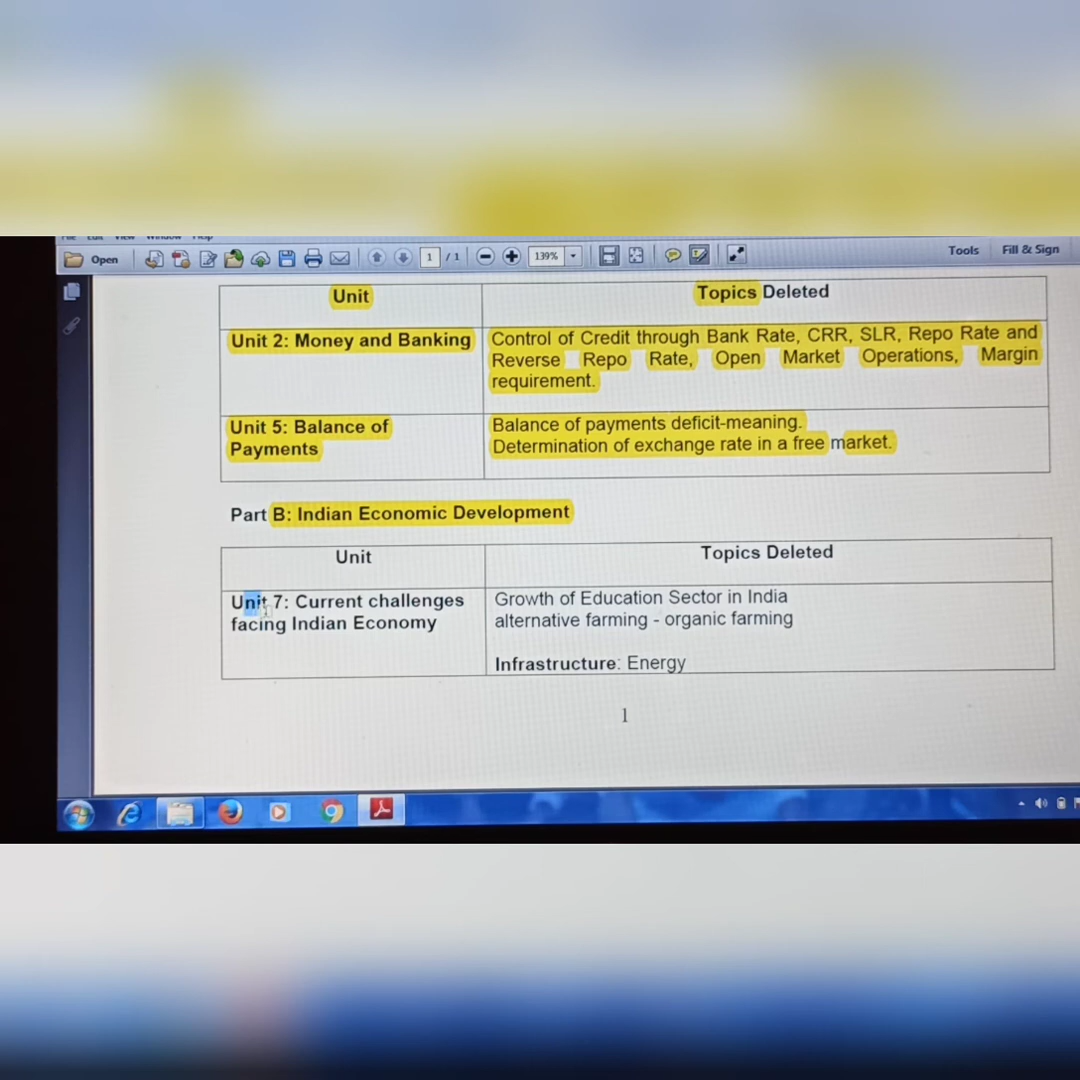 Open
1
/ 1
139%
Tools
Fill & Sign
Unit
Topics Deleted
Unit 2: Money and Banking
Control of Credit through Bank Rate, CRR, SLR, Repo Rate and
Reverse Repo Rate, Open Market Operations, Margin
requirement.
Unit 5: Balance of
Payments
Balance of payments deficit-meaning.
Determination of exchange rate in a free market.
Part B: Indian Economic Development
Unit
Topics Deleted
Unit 7: Current challenges
facing Indian Economy
Growth of Education Sector in India
alternative farming - organic farming
Infrastructure: Energy
1